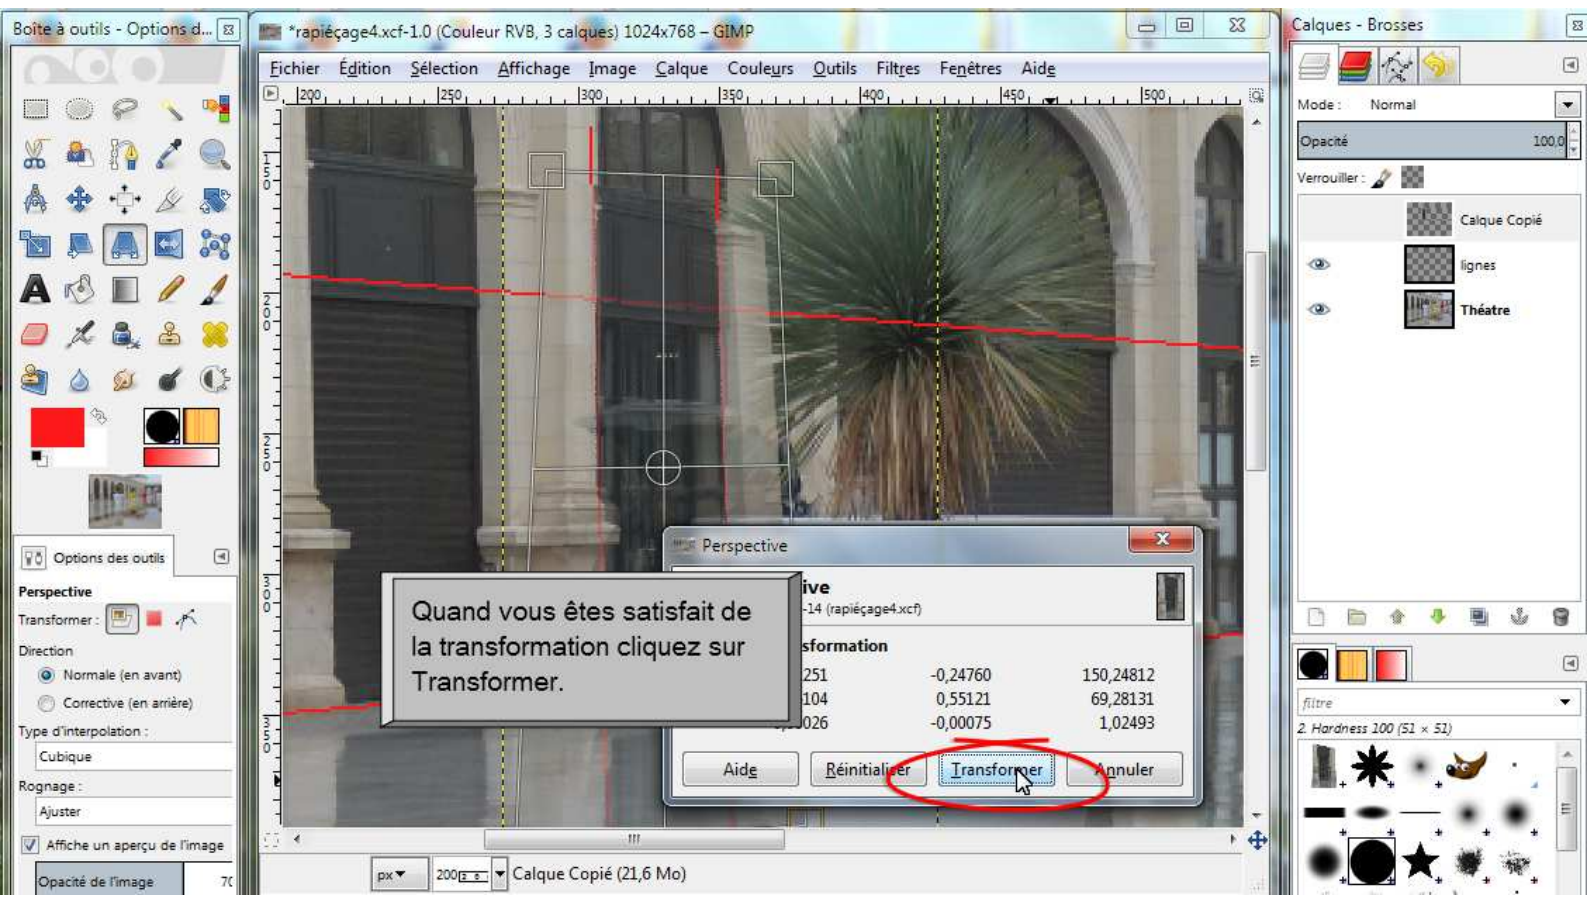 Boîte à outils - Options d...
*rapiéçage4.xcf-1.0 (Couleur RVB, 3 calques) 1024x768 – GIMP
Calques - Brosses
Fichier Édition Sélection Affichage Image Calque Couleurs Outils Filtres Fenêtres Aide
200 250 300 350 400 450 500
150
200
250
300
350
Mode : Normal
Opacité 100,0
Verrouiller :
Calque Copié
lignes
Théatre
Options des outils
Perspective
Transformer :
Direction
Normale (en avant)
Corrective (en arrière)
Type d'interpolation :
Cubique
Rognage :
Ajuster
Affiche un aperçu de l'image
Opacité de l'image 70
Perspective
ive
-14 (rapiéçage4.xcf)
sformation
251 -0,24760 150,24812
104 0,55121 69,28131
026 -0,00075 1,02493
Aide Réinitialiser Transformer Annuler
Quand vous êtes satisfait de
la transformation cliquez sur
Transformer.
px 200 Calque Copié (21,6 Mo)
filtre
2. Hardness 100 (51 × 51)